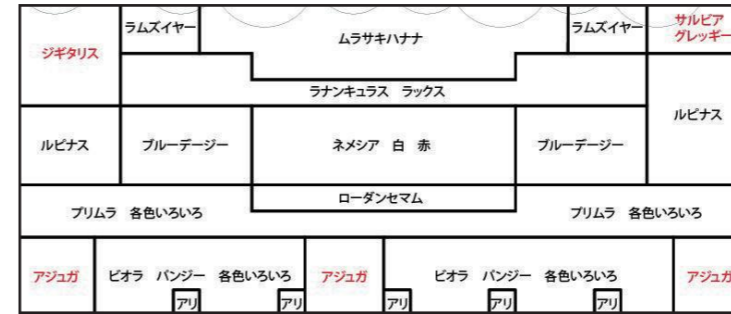 ジギタリス
ラムズイヤー
ムラサキハナナ
ラムズイヤー
サルビア
グレッギー
ラナンキュラス ラックス
ルピナス
ルピナス
ブルーデージー
ネメシア 白 赤
ブルーデージー
ローダンセマム
プリムラ 各色いろいろ
プリムラ 各色いろいろ
アジュガ
ビオラ パンジー 各色いろいろ
アジュガ
ビオラ パンジー 各色いろいろ
アジュガ
アリ
アリ
アリ
アリ
アリ